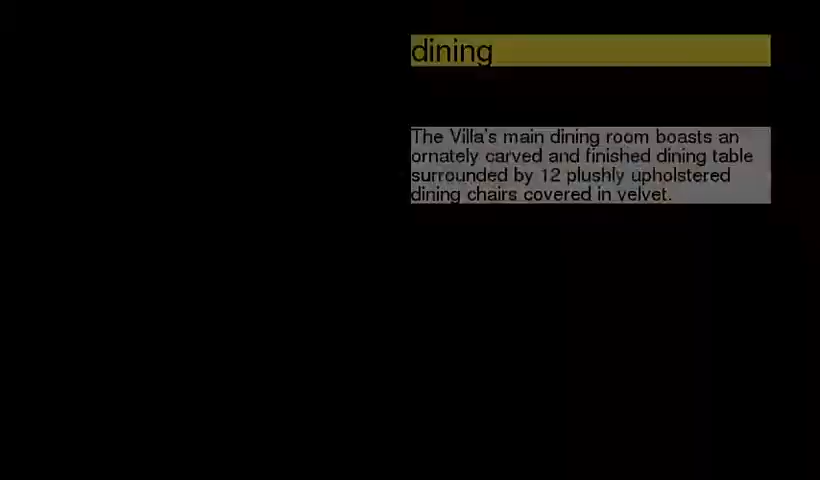 dining
The Villa's main dining room boasts an
ornately carved and finished dining table
surrounded by 12 plushly upholstered
dining chairs covered in velvet.